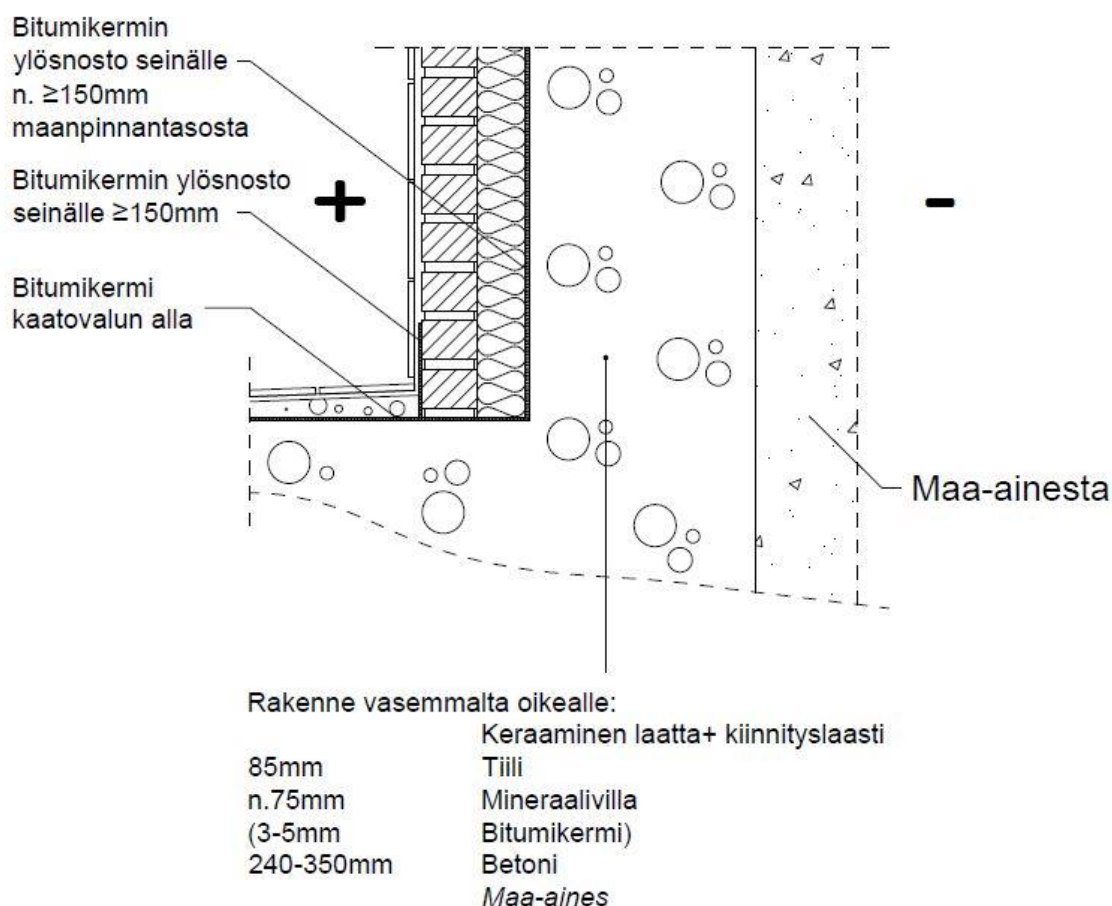 Bitumikermin
ylösnosto seinälle
n. ≥150mm
maanpinnantasosta
Bitumikermin ylösnosto
seinälle ≥150mm
Bitumikermi
kaatovalun alla
+
-
Maa-ainesta
Rakenne vasemmalta oikealle:
Keraaminen laatta+ kiinnityslaasti
85mm Tiili
n.75mm Mineraalivilla
(3-5mm Bitumikermi)
240-350mm Betoni
Maa-aines